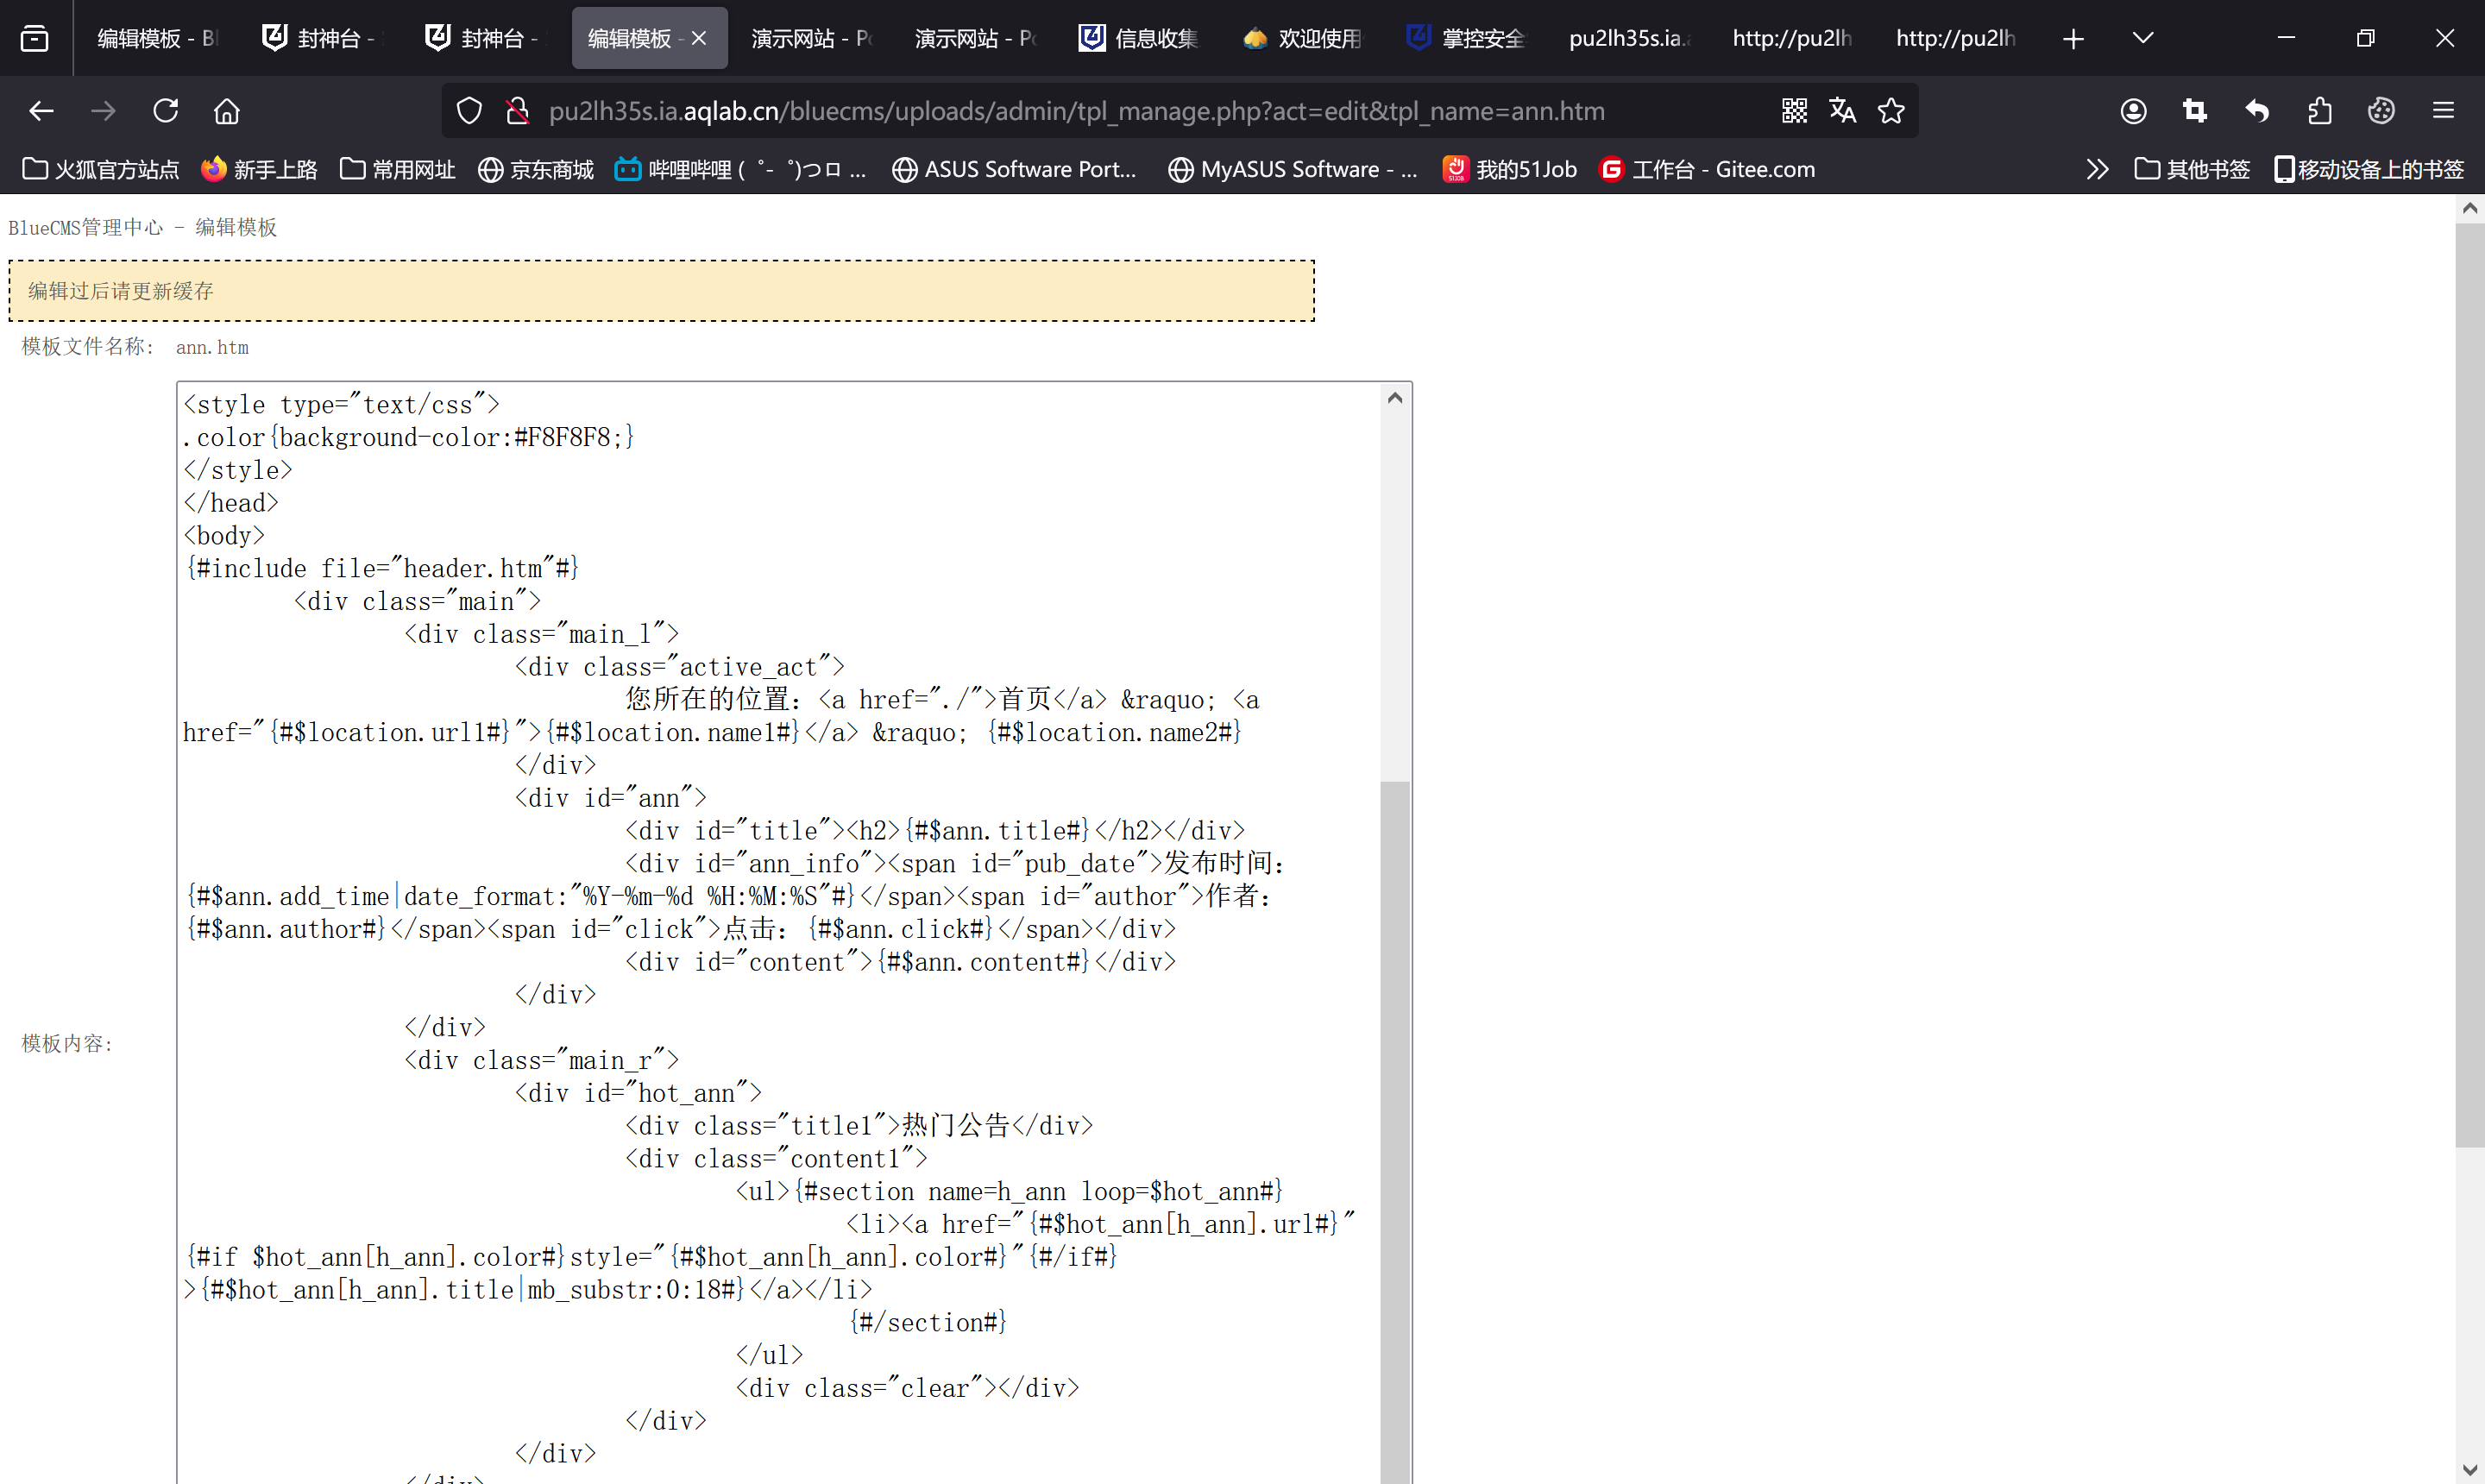 编辑模板 - Bl
封神台 -
封神台 -
编辑模板 -
演示网站 - Po
演示网站 - Po
信息收集
欢迎使用
掌控安全
pu2lh35s.ia.a
http://pu2lh
http://pu2lh
pu2lh35s.ia.aqlab.cn/bluecms/uploads/admin/tpl_manage.php?act=edit&tpl_name=ann.htm
火狐官方站点
新手上路
常用网址
京东商城
哔哩哔哩 ( ゜- ゜)つロ ...
ASUS Software Port...
MyASUS Software - ...
我的51Job
工作台 - Gitee.com
其他书签
移动设备上的书签
BlueCMS管理中心 - 编辑模板
编辑过后请更新缓存
模板文件名称: ann.htm
模板内容:
<style type="text/css">
.color{background-color:#F8F8F8;}
</style>
</head>
<body>
{#include file="header.htm"#}
<div class="main">
<div class="main_l">
<div class="active_act">
您所在的位置：<a href="./">首页</a> &raquo; <a
href="{#$location.url1#}">{#$location.name1#}</a> &raquo; {#$location.name2#}
</div>
<div id="ann">
<div id="title"><h2>{#$ann.title#}</h2></div>
<div id="ann_info"><span id="pub_date">发布时间：
{#$ann.add_time|date_format:"%Y-%m-%d %H:%M:%S"#}</span><span id="author">作者：
{#$ann.author#}</span><span id="click">点击：{#$ann.click#}</span></div>
<div id="content">{#$ann.content#}</div>
</div>
</div>
<div class="main_r">
<div id="hot_ann">
<div class="title1">热门公告</div>
<div class="content1">
<ul>{#section name=h_ann loop=$hot_ann#}
<li><a href="{#$hot_ann[h_ann].url#}"
{#if $hot_ann[h_ann].color#}style="{#$hot_ann[h_ann].color#}"{#/if#}
>{#$hot_ann[h_ann].title|mb_substr:0:18#}</a></li>
{#/section#}
</ul>
<div class="clear"></div>
</div>
</div>
</div>